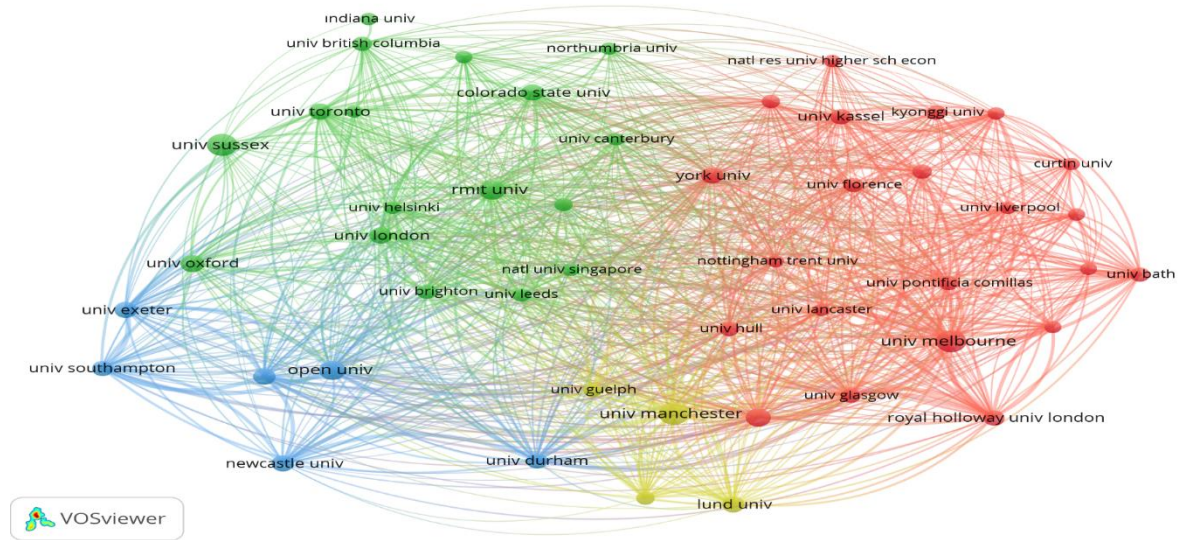 indiana univ
univ british columbia
northumbria univ
natl res univ higher sch econ
colorado state univ
univ toronto
univ kassel
kyonggi univ
univ sussex
univ canterbury
curtin univ
york univ
rmit univ
univ florence
univ helsinki
univ liverpool
univ london
univ oxford
natl univ singapore
nottingham trent univ
univ bath
univ brighton
univ leeds
univ pontificia comillas
univ exeter
univ lancaster
univ hull
univ melbourne
univ southampton
open univ
univ guelph
univ glasgow
univ manchester
royal holloway univ london
newcastle univ
univ durham
lund univ
VOSviewer